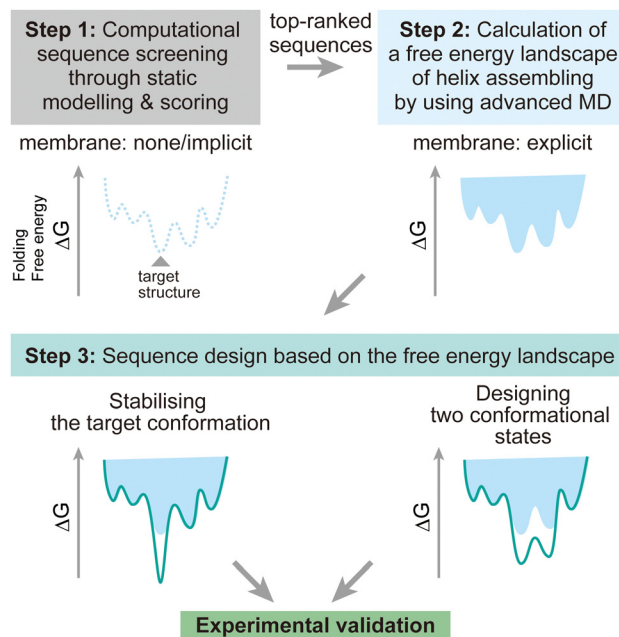 Step 1: Computational
sequence screening
through static
modelling & scoring
top-ranked
sequences
Step 2: Calculation of
a free energy landscape
of helix assembling
by using advanced MD
membrane: none/implicit
Folding
Free energy
ΔG
target
structure
membrane: explicit
ΔG
Step 3: Sequence design based on the free energy landscape
Stabilising
the target conformation
ΔG
Designing
two conformational
states
ΔG
Experimental validation